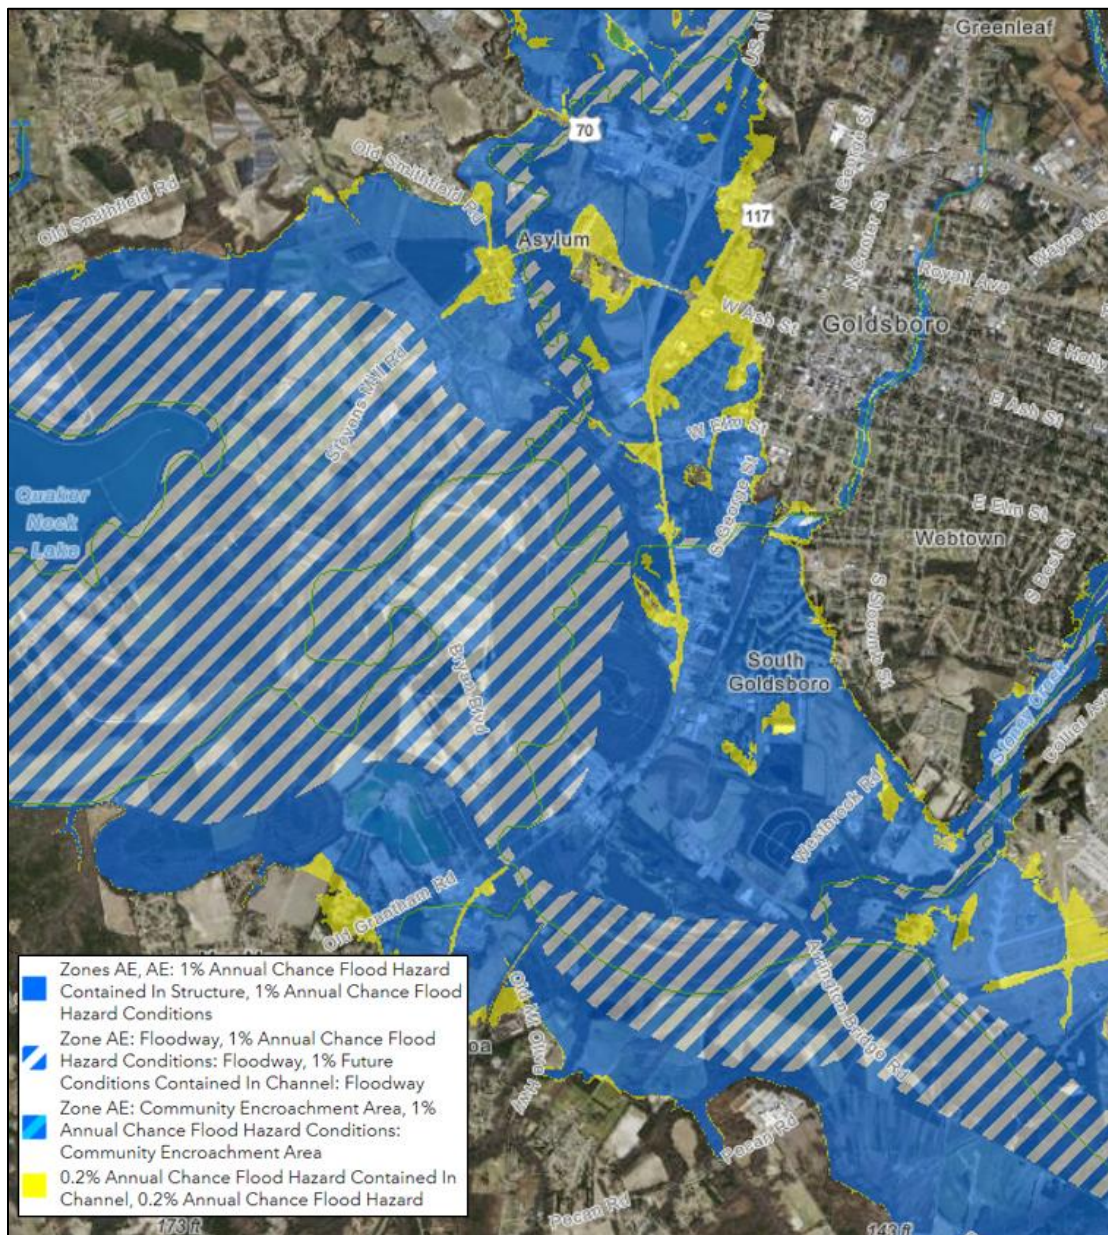 Greenleaf
US-117
70
Old Smithfield Rd
Old Smithfield Rd
N George St
117
N Center St
Asylum
Royall Ave
W Ash St
Goldsboro
E Holly
Stevens Mill Rd
E Ash St
W Elm St
Quaker
Neck
Lake
S George St
E Elm St
Webtown
S Slocumb St
Bryan Blvd
South
Goldsboro
Stoney Creek
Collier Ave
Westbrook Rd
Old Grantham Rd
Arrington Bridge Rd
Old Mt Olive Hwy
Pecan Rd
Pecan Rd
173 ft
143 ft
Zones AE, AE: 1% Annual Chance Flood Hazard
Contained In Structure, 1% Annual Chance Flood
Hazard Conditions
Zone AE: Floodway, 1% Annual Chance Flood
Hazard Conditions: Floodway, 1% Future
Conditions Contained In Channel: Floodway
Zone AE: Community Encroachment Area, 1%
Annual Chance Flood Hazard Conditions:
Community Encroachment Area
0.2% Annual Chance Flood Hazard Contained In
Channel, 0.2% Annual Chance Flood Hazard